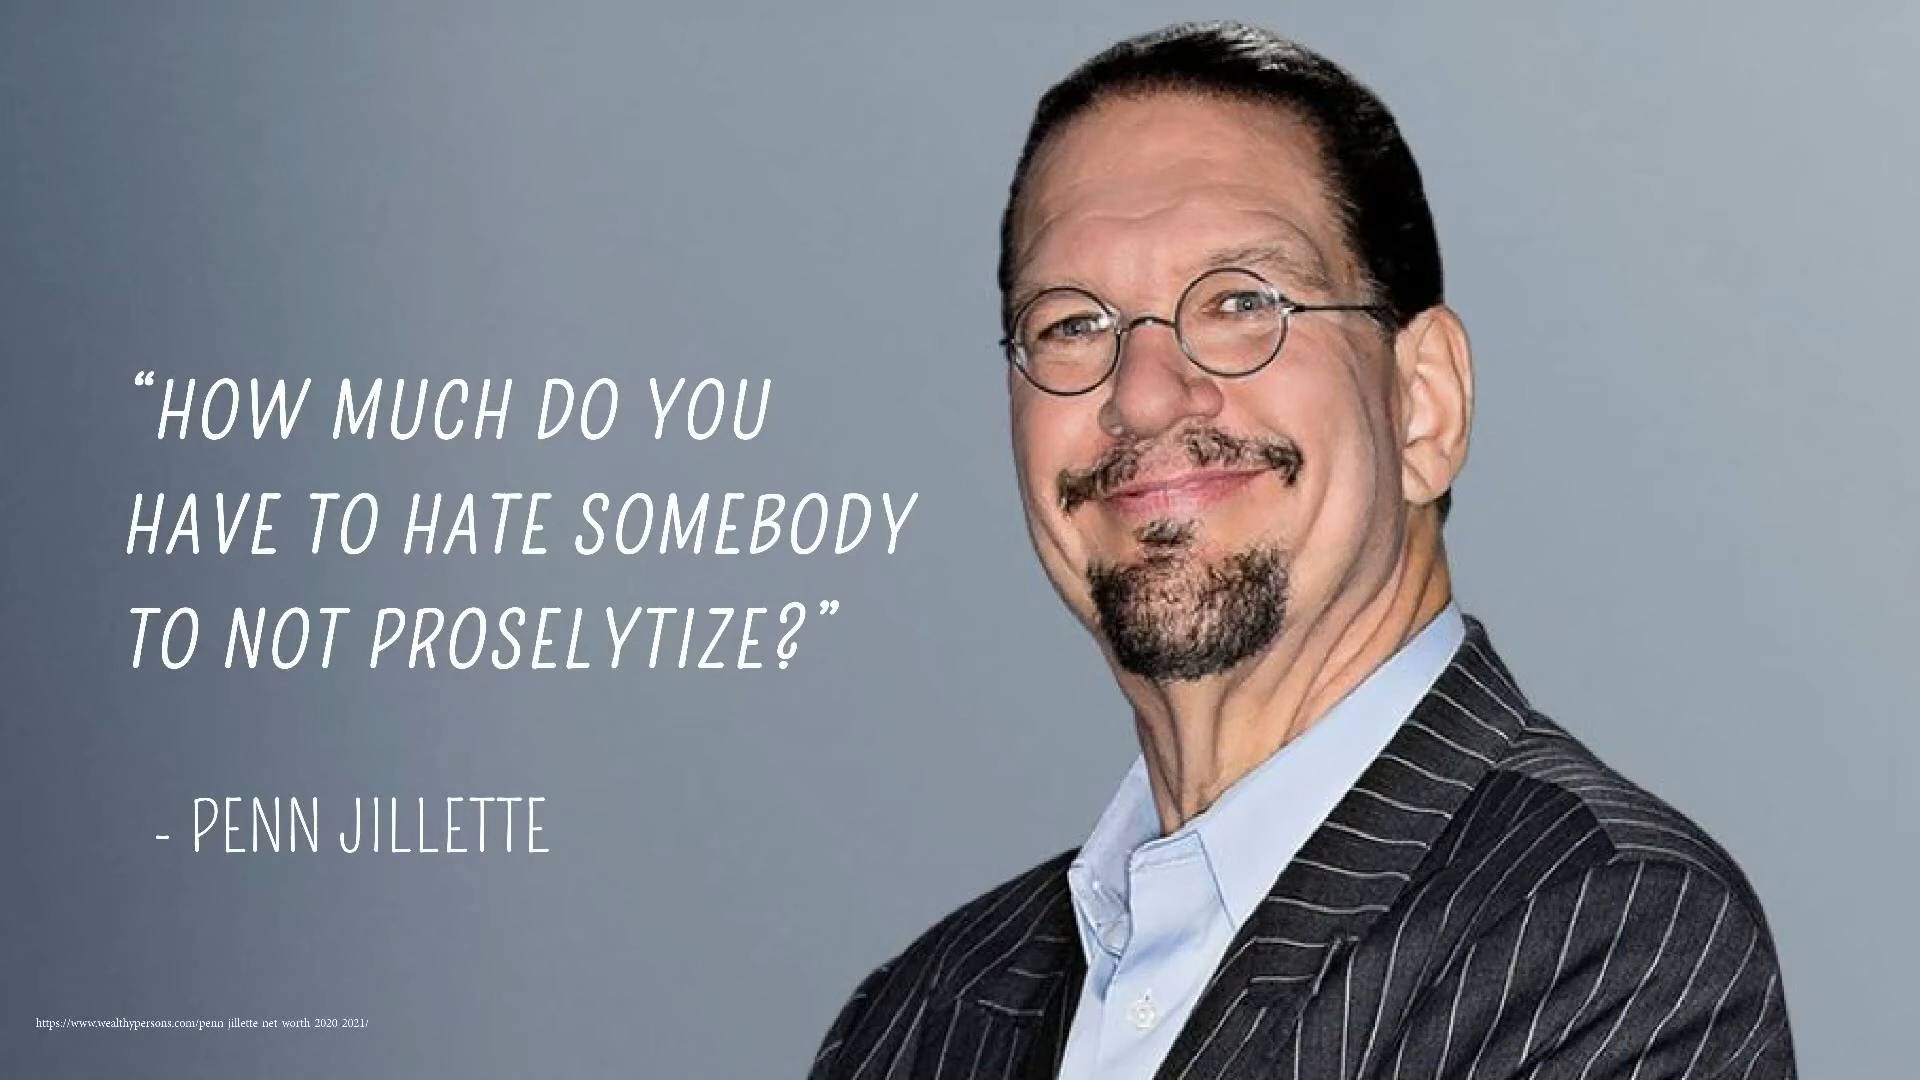 “HOW MUCH DO YOU
HAVE TO HATE SOMEBODY
TO NOT PROSELYTIZE?”
- PENN JILLETTE
https://www.wealthypersons.com/penn jillette net worth 2020 2021/